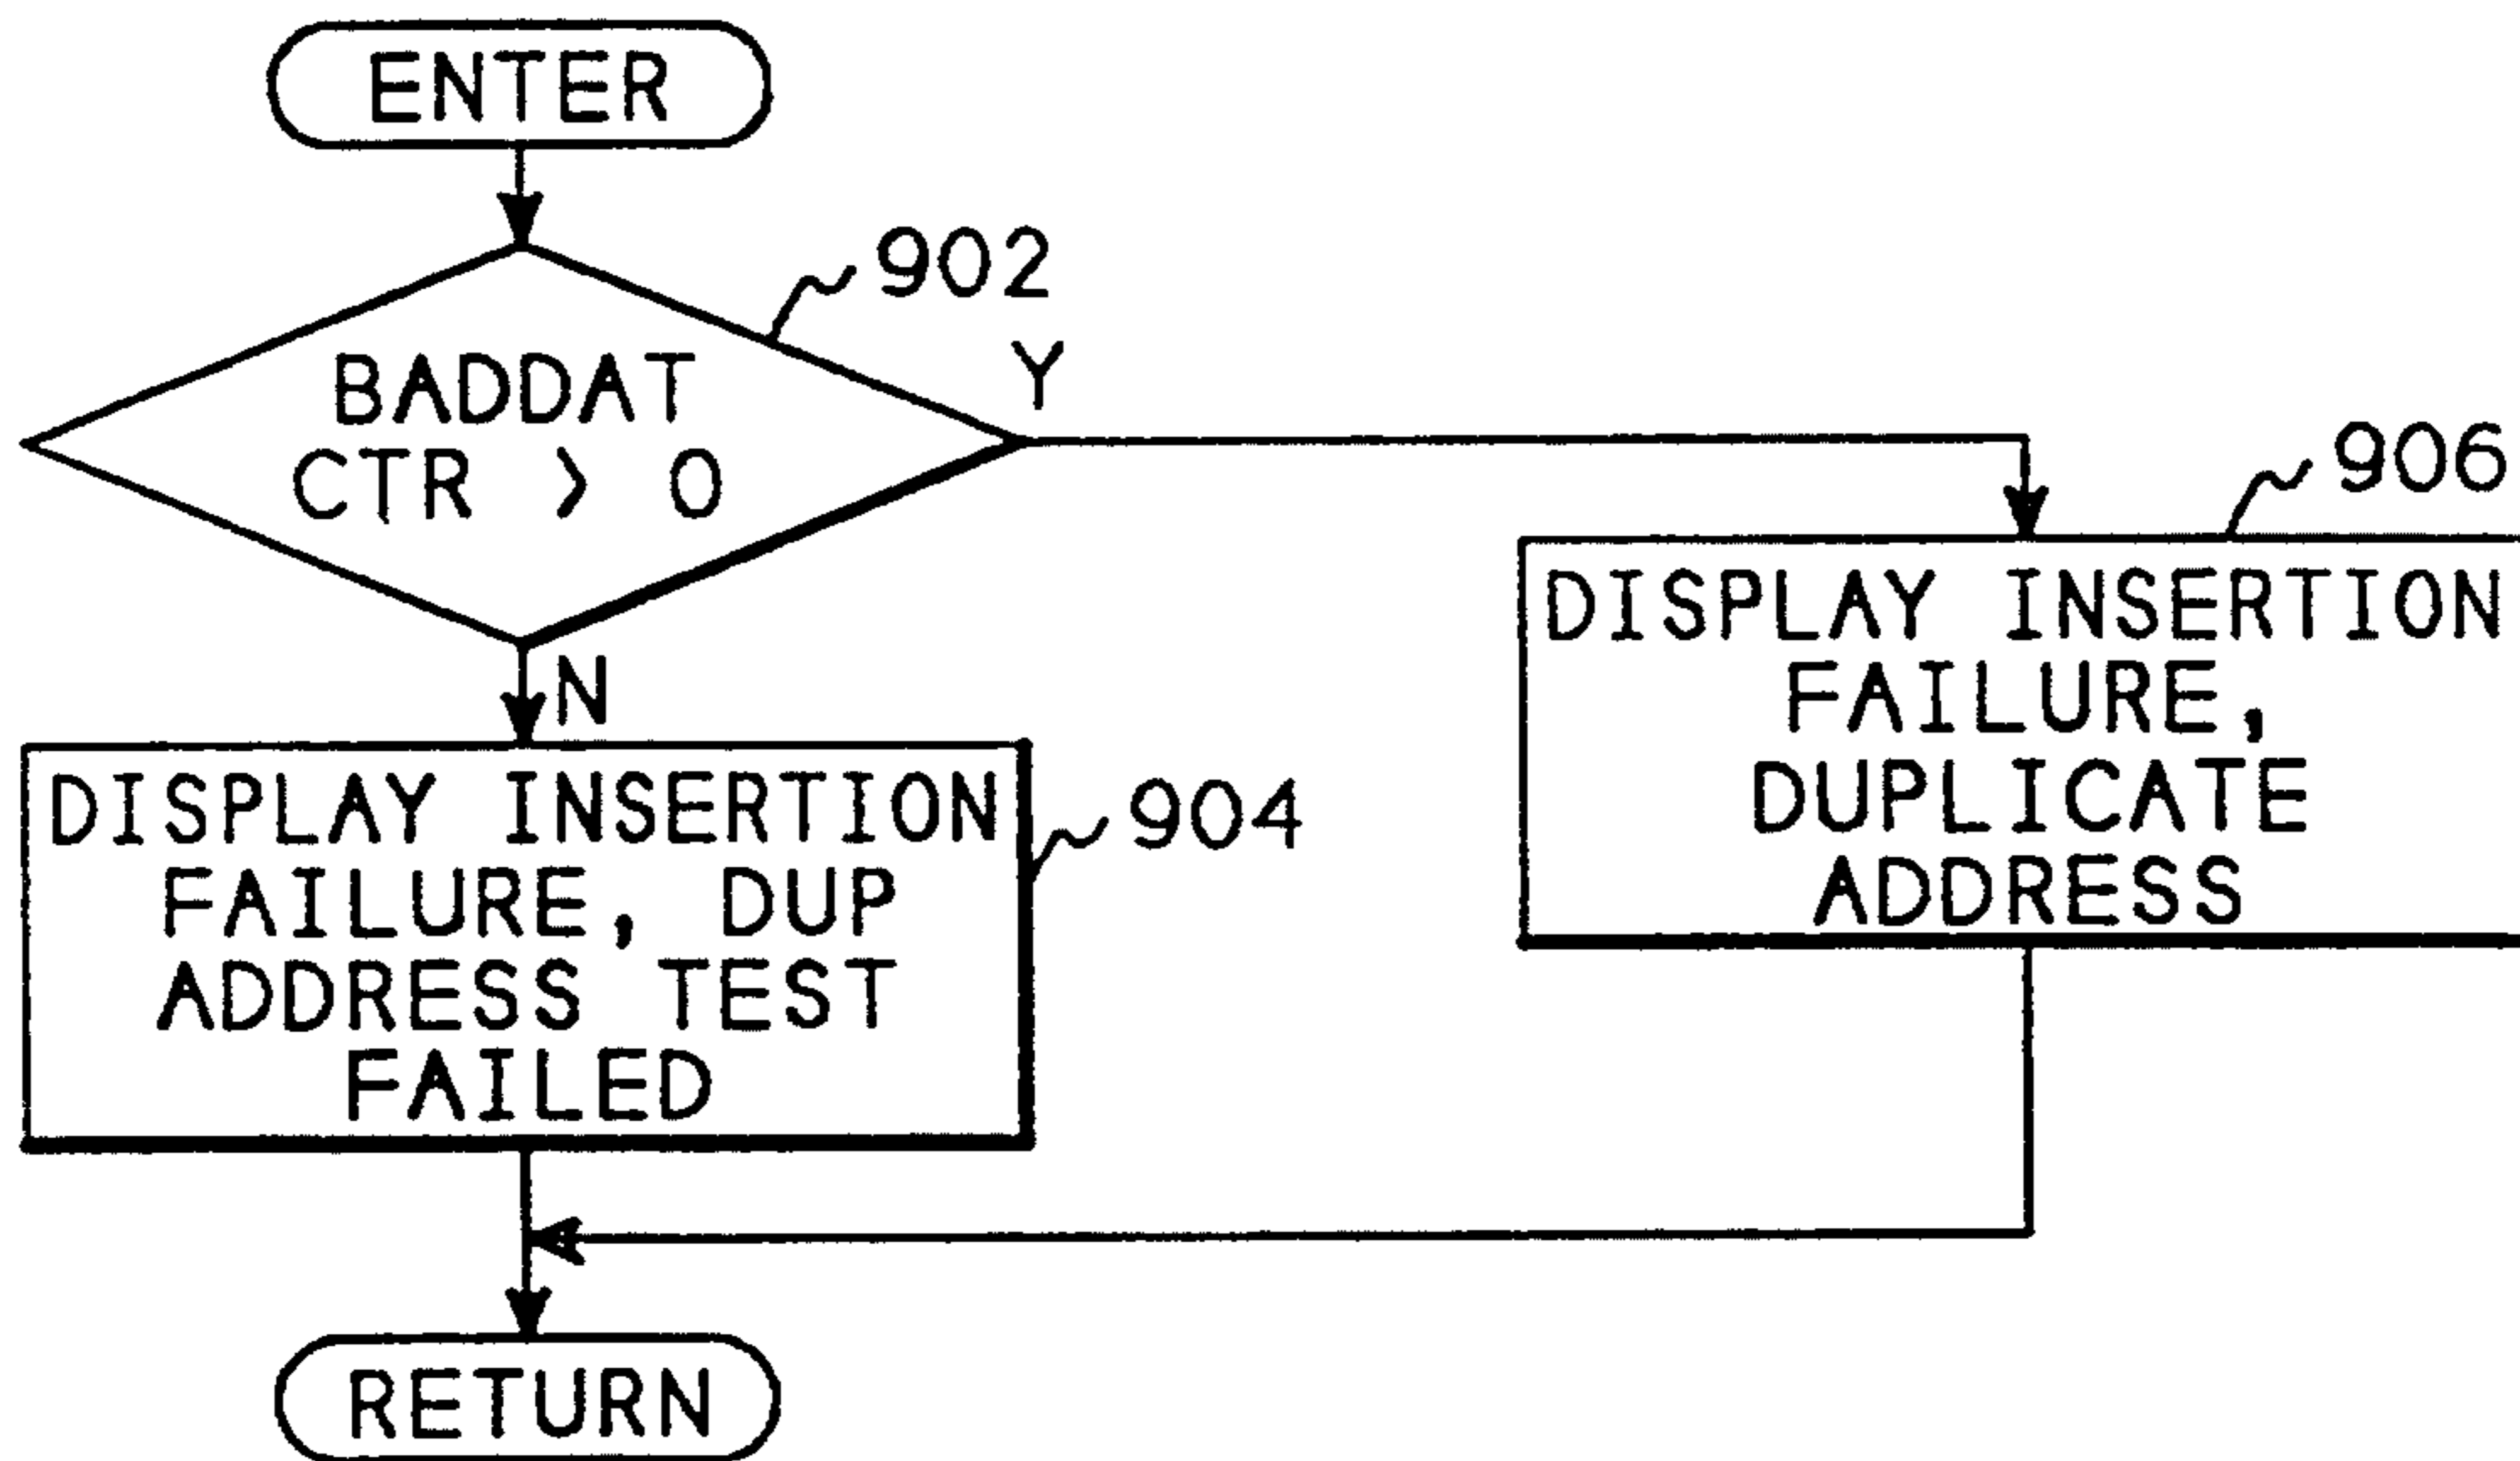 ENTER
902
BADDAT
CTR > 0
Y
N
906
DISPLAY INSERTION
FAILURE,
DUPLICATE
ADDRESS
904
DISPLAY INSERTION
FAILURE, DUP
ADDRESS TEST
FAILED
RETURN